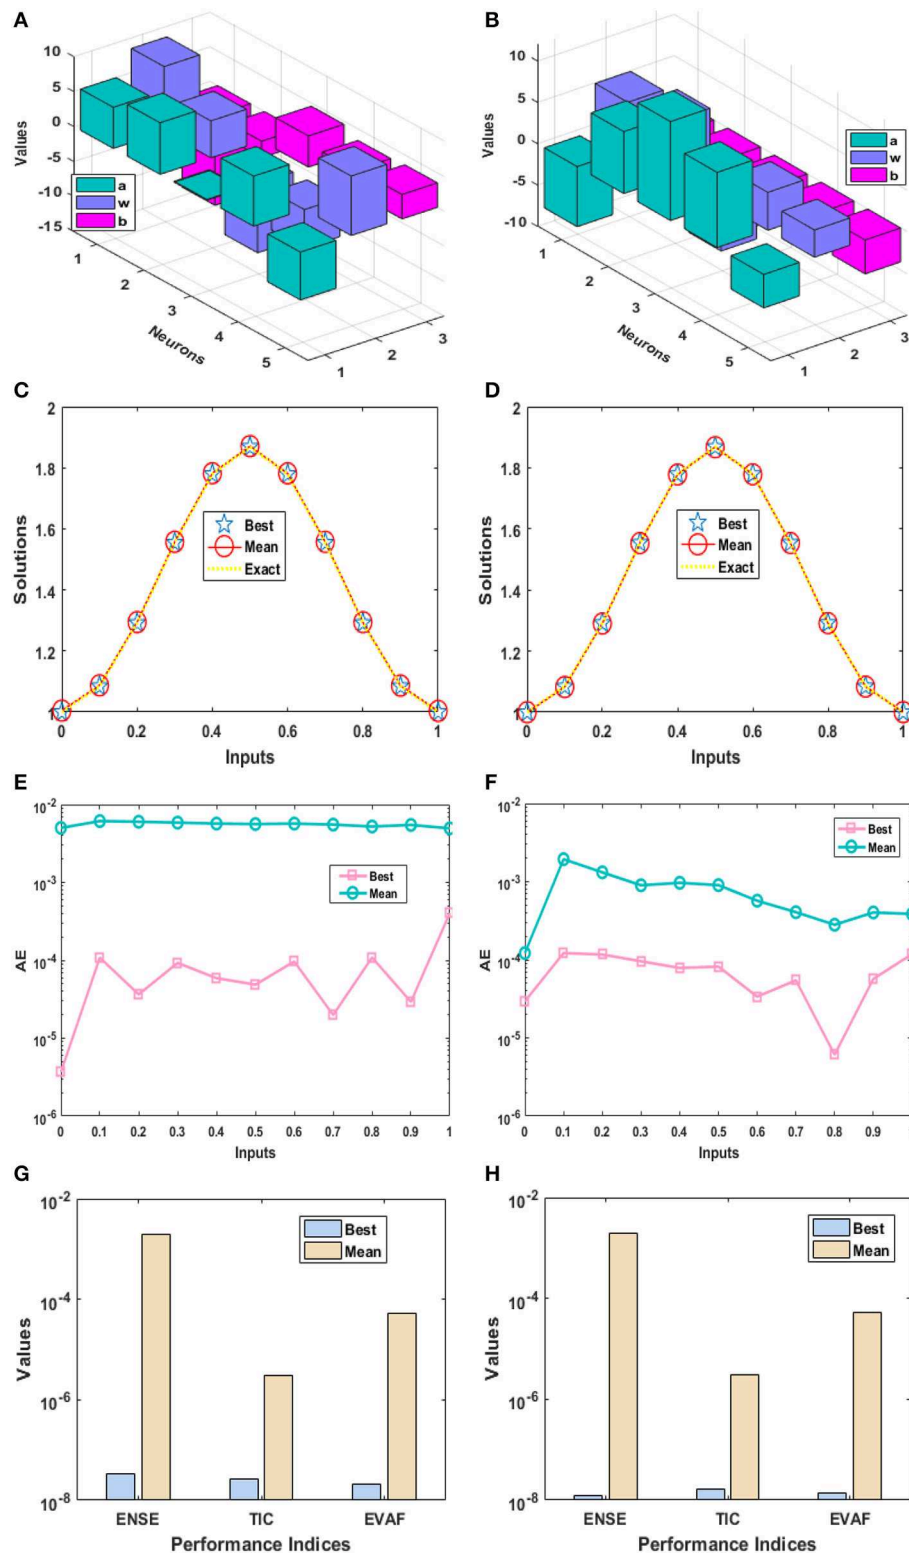 A
B
10
5
0
-5
-10
-15
Values
a
w
b
1
2
3
4
5
Neurons
1
2
3
-10
5
0
-5
-10
Values
a
w
b
1
2
3
4
5
Neurons
1
2
3
C
D
2
1.8
1.6
1.4
1.2
1
Solutions
Best
Mean
Exact
0
0.2
0.4
0.6
0.8
1
Inputs
2
1.8
1.6
1.4
1.2
1
Solutions
Best
Mean
Exact
0
0.2
0.4
0.6
0.8
1
Inputs
E
F
10-2
10-3
10-4
10-5
10-6
AE
Best
Mean
0 0.1 0.2 0.3 0.4 0.5 0.6 0.7 0.8 0.9 1
Inputs
10-2
10-3
10-4
10-5
10-6
AE
Best
Mean
0 0.1 0.2 0.3 0.4 0.5 0.6 0.7 0.8 0.9 1
Inputs
G
H
10-2
10-4
10-6
10-8
Values
Best
Mean
ENSE TIC EVAF
Performance Indices
10-2
10-4
10-6
10-8
Values
Best
Mean
ENSE TIC EVAF
Performance Indices